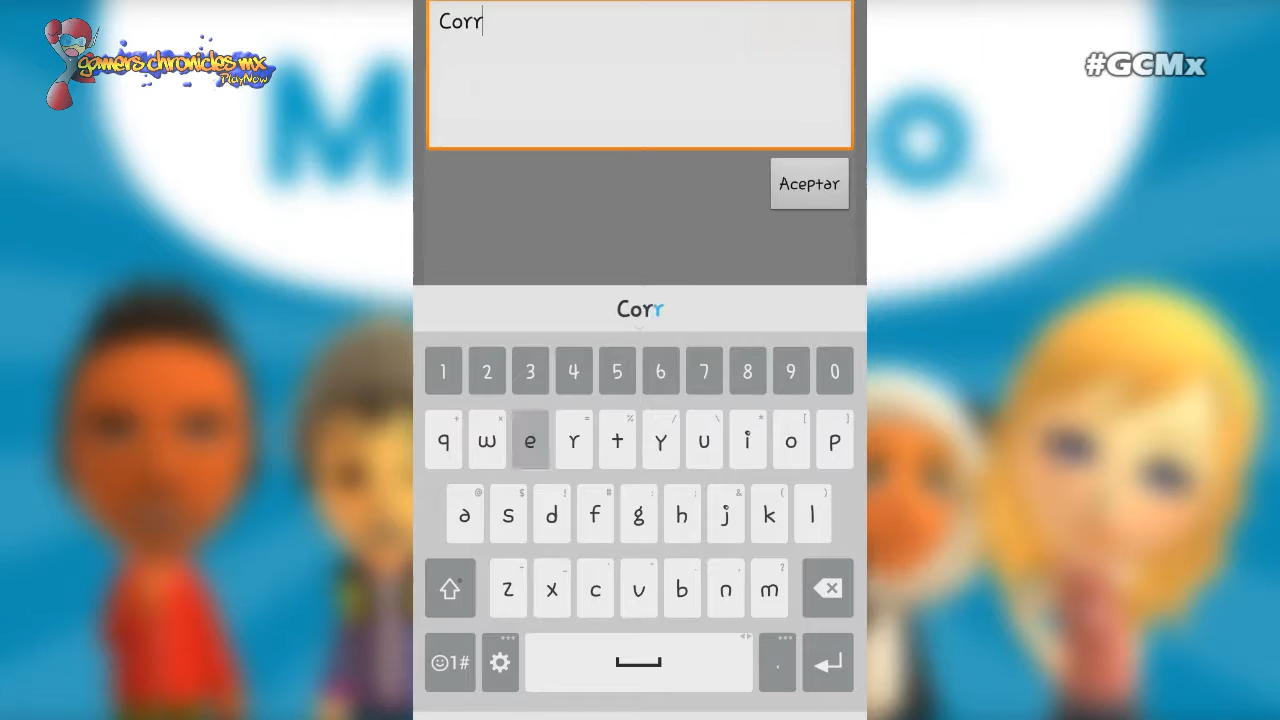 Corr
gamers chronicles mx
PlayNow
#GCMx
M
o
Aceptar
Corr
1 2 3 4 5 6 7 8 9 0
+ × = % / \ * [ ]
q w e r t y u i o p
@ $ ! # : ; & ( )
a s d f g h j k l
- _ ' " . , ?
z x c v b n m
☺1# .